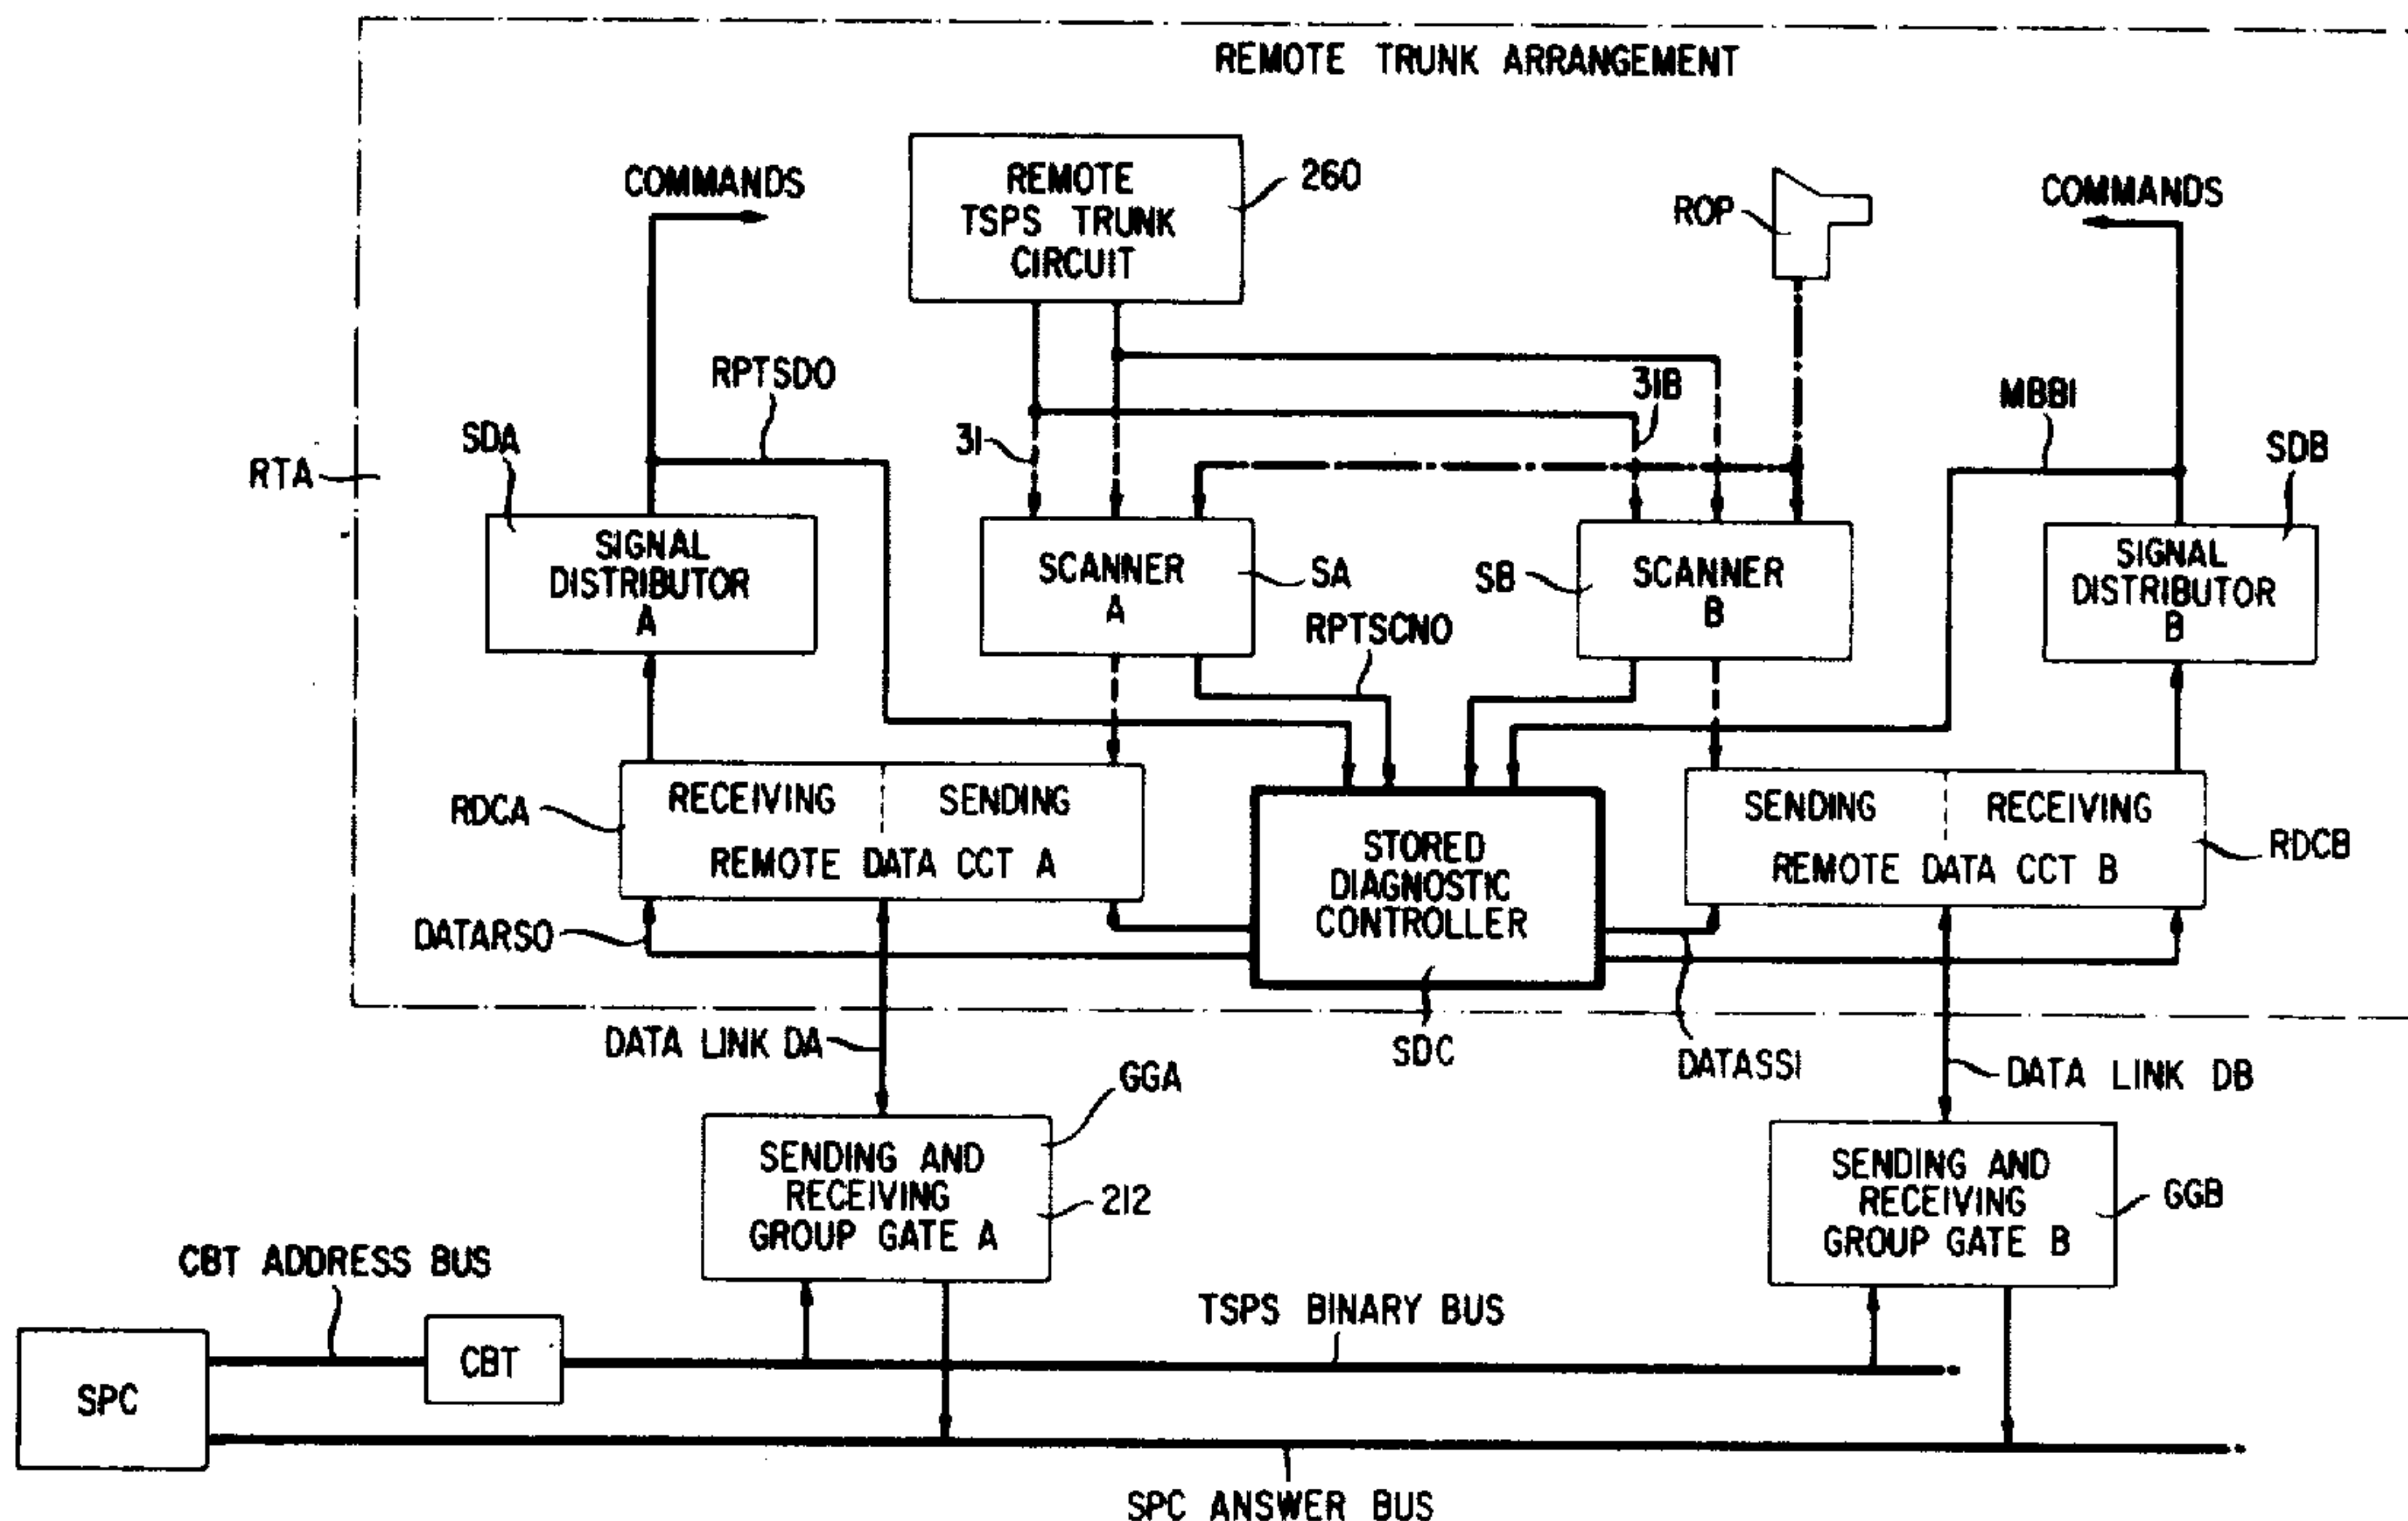 REMOTE TRUNK ARRANGEMENT
COMMANDS
REMOTE
TSPS TRUNK
CIRCUIT
260
ROP
COMMANDS
RPTSDO
31B
MBB1
SDA
31
SDB
RTA
SIGNAL
DISTRIBUTOR
A
SCANNER
A
SA
SB
SCANNER
B
SIGNAL
DISTRIBUTOR
B
RPTSCNO
RDCA
RECEIVING
SENDING
REMOTE DATA CCT A
STORED
DIAGNOSTIC
CONTROLLER
SENDING
RECEIVING
REMOTE DATA CCT B
RDCB
DATARSO
DATA LINK DA
SDC
DATASS1
DATA LINK DB
GGA
SENDING AND
RECEIVING
GROUP GATE A
212
SENDING AND
RECEIVING
GROUP GATE B
GGB
CBT ADDRESS BUS
TSPS BINARY BUS
SPC
CBT
SPC ANSWER BUS